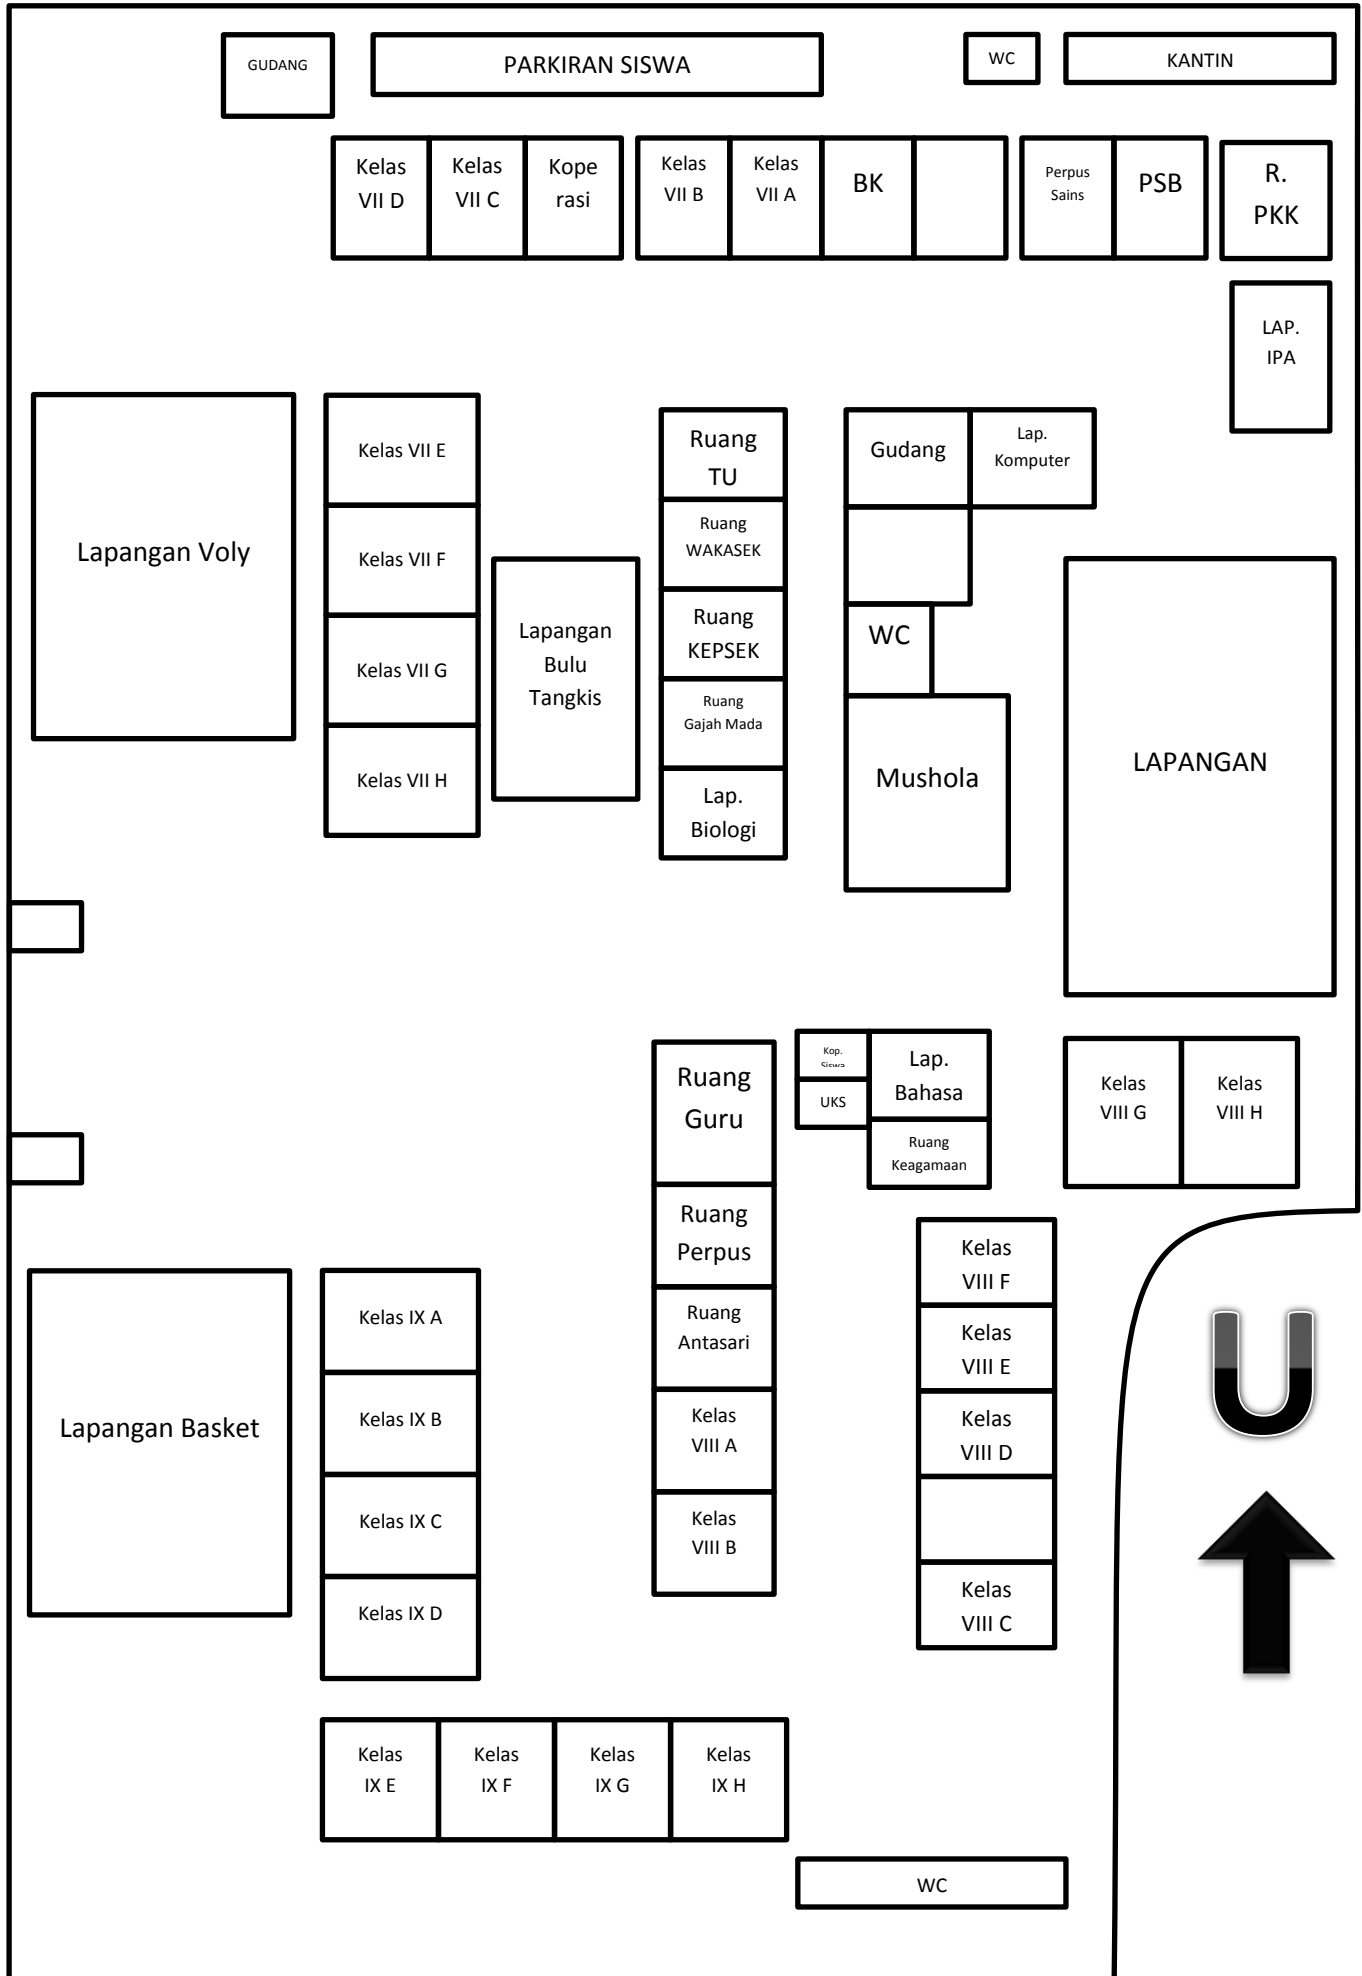 GUDANG
PARKIRAN SISWA
WC
KANTIN
Kelas
VII D
Kelas
VII C
Kope
rasi
Kelas
VII B
Kelas
VII A
BK
Perpus
Sains
PSB
R.
PKK
LAP.
IPA
Lapangan Voly
Kelas VII E
Kelas VII F
Kelas VII G
Kelas VII H
Lapangan
Bulu
Tangkis
Ruang
TU
Ruang
WAKASEK
Ruang
KEPSEK
Ruang
Gajah Mada
Lap.
Biologi
Gudang
Lap.
Komputer
WC
Mushola
LAPANGAN
Ruang
Guru
Ruang
Perpus
Ruang
Antasari
Kelas
VIII A
Kelas
VIII B
Kop.
Siswa
UKS
Lap.
Bahasa
Ruang
Keagamaan
Kelas
VIII G
Kelas
VIII H
Kelas
VIII F
Kelas
VIII E
Kelas
VIII D
Kelas
VIII C
Lapangan Basket
Kelas IX A
Kelas IX B
Kelas IX C
Kelas IX D
U
Kelas
IX E
Kelas
IX F
Kelas
IX G
Kelas
IX H
WC